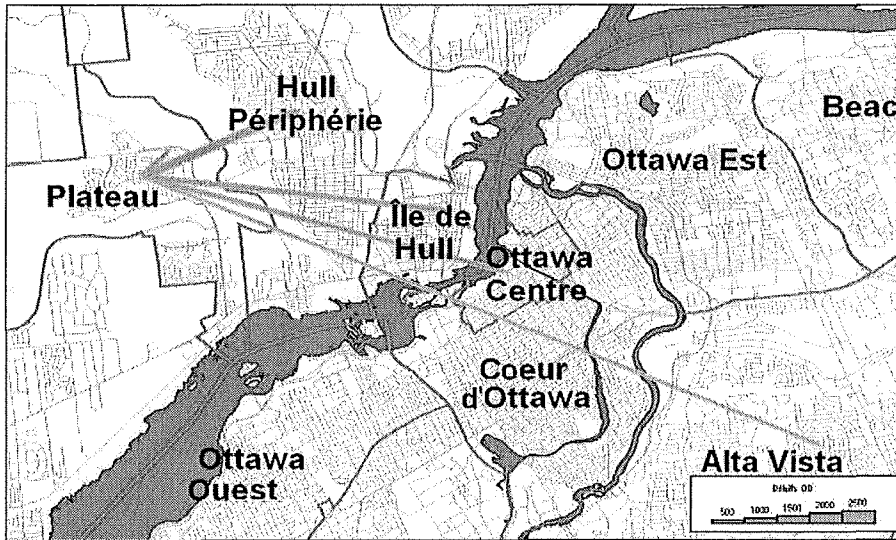 Hull
Périphérie
Beac
Ottawa Est
Plateau
Île de
Hull
Ottawa
Centre
Coeur
d'Ottawa
Ottawa
Ouest
Alta Vista
OD
500 1000 1501 2000 2500